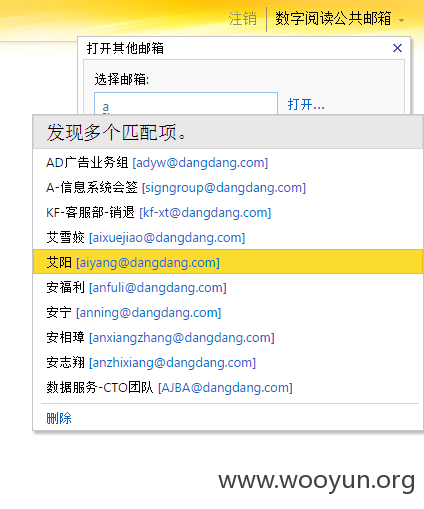 注销 数字阅读公共邮箱
打开其他邮箱
选择邮箱:
a 打开...
发现多个匹配项。
AD广告业务组 [adyw@dangdang.com]
A-信息系统会签 [signgroup@dangdang.com]
KF-客服部-销退 [kf-xt@dangdang.com]
艾雪姣 [aixuejiao@dangdang.com]
艾阳 [aiyang@dangdang.com]
安福利 [anfuli@dangdang.com]
安宁 [anning@dangdang.com]
安相璋 [anxiangzhang@dangdang.com]
安志翔 [anzhixiang@dangdang.com]
数据服务-CTO团队 [AJBA@dangdang.com]
删除
www.wooyun.org